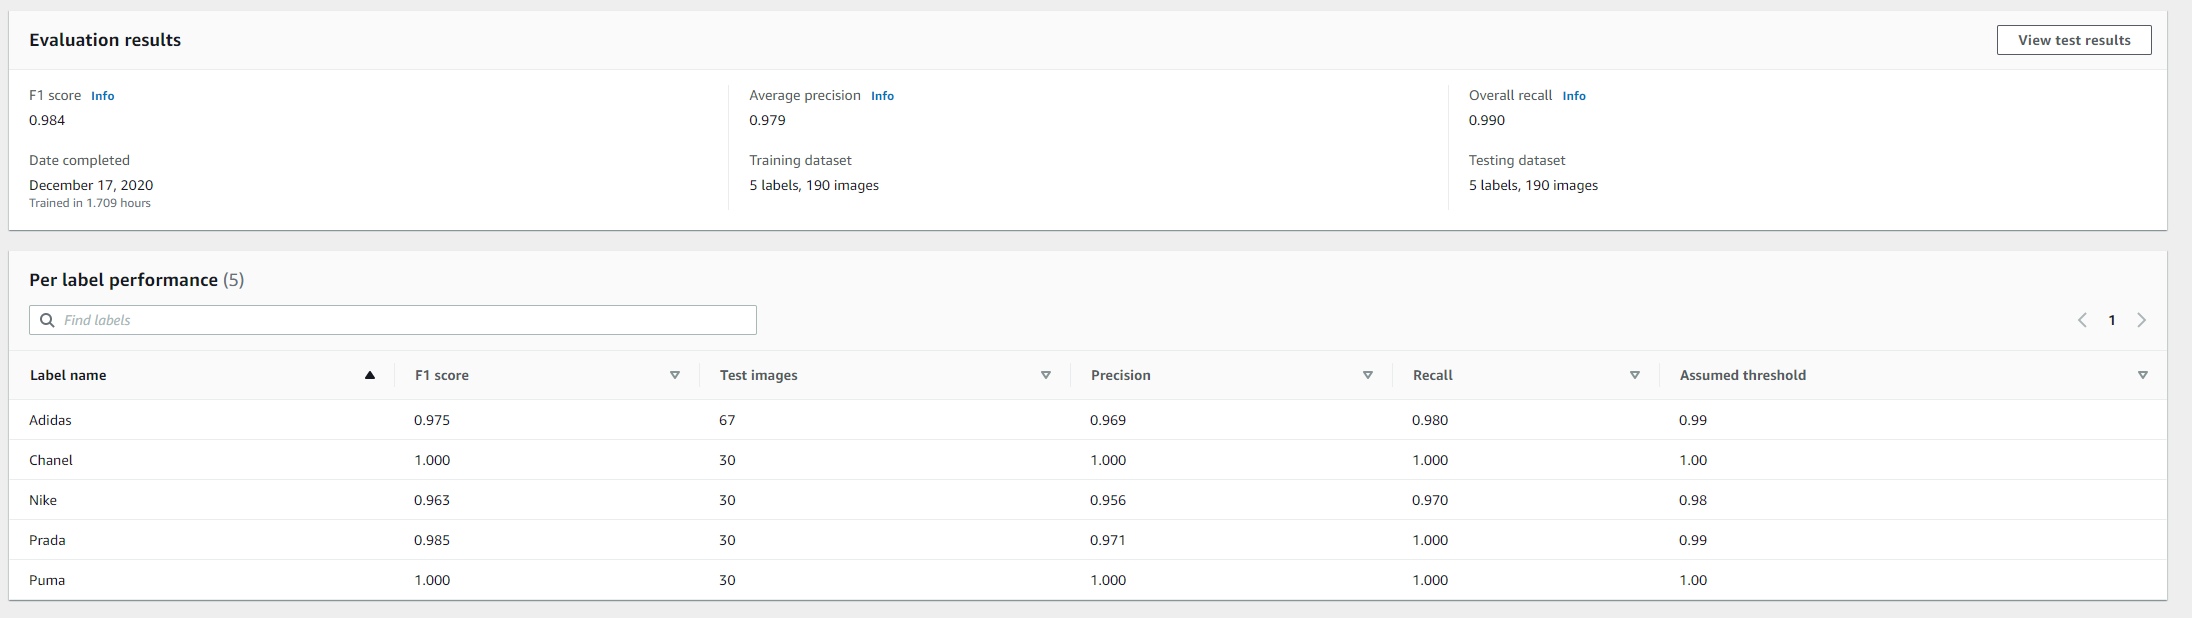 Evaluation results View test results
F1 score Info Average precision Info Overall recall Info
0.984 0.979 0.990
Date completed Training dataset Testing dataset
December 17, 2020 5 labels, 190 images 5 labels, 190 images
Trained in 1.709 hours
Per label performance (5)
Find labels 1
Label name F1 score Test images Precision Recall Assumed threshold
Adidas 0.975 67 0.969 0.980 0.99
Chanel 1.000 30 1.000 1.000 1.00
Nike 0.963 30 0.956 0.970 0.98
Prada 0.985 30 0.971 1.000 0.99
Puma 1.000 30 1.000 1.000 1.00